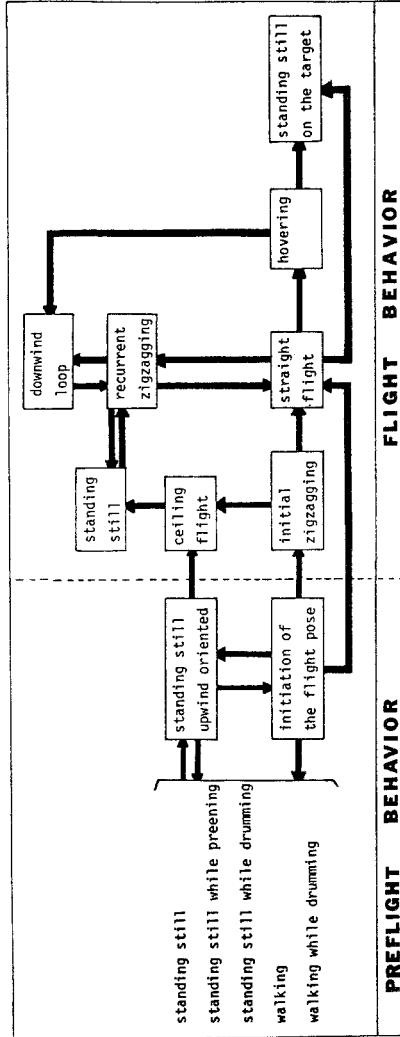 standing still
standing still while preening
standing still while drumming
walking
walking while drumming
standing still
upwind oriented
initiation of
the flight pose
standing
still
ceiling
flight
initial
zigzagging
downwind
loop
recurrent
zigzagging
straight
flight
hovering
standing still
on the target
PREFLIGHT BEHAVIOR
FLIGHT BEHAVIOR